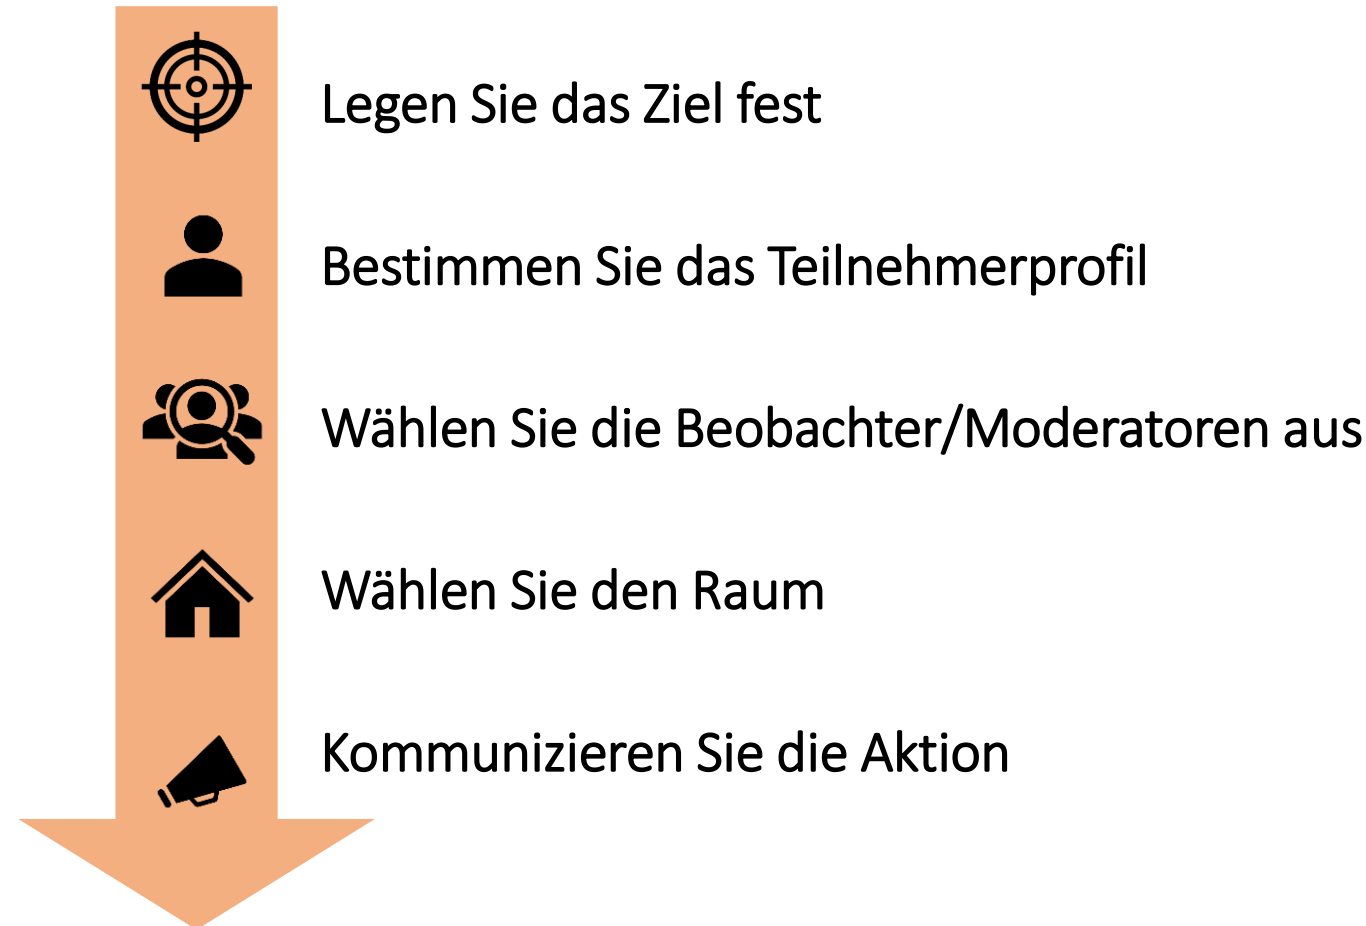 Legen Sie das Ziel fest
Bestimmen Sie das Teilnehmerprofil
Wählen Sie die Beobachter/Moderatoren aus
Wählen Sie den Raum
Kommunizieren Sie die Aktion